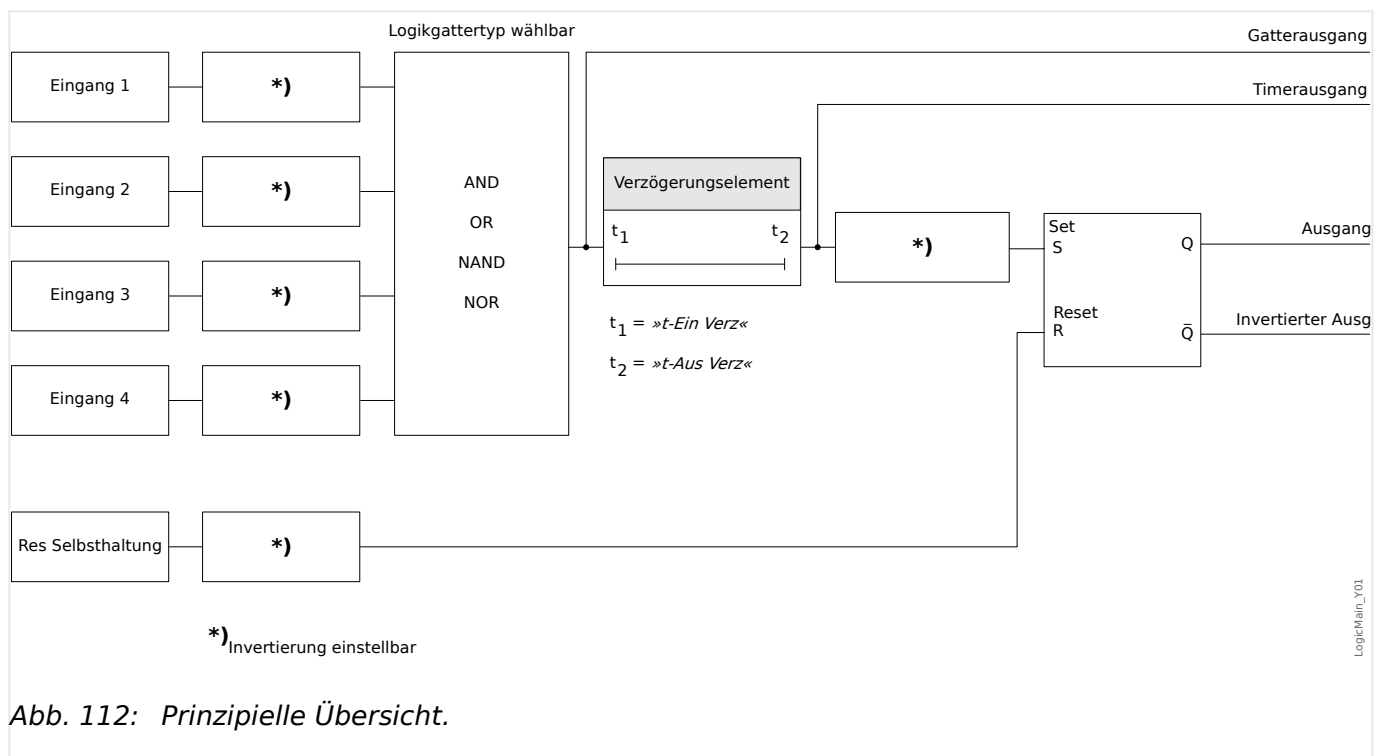 Logikgattertyp wählbar
Gatterausgang
Eingang 1
*)
Timerausgang
Eingang 2
*)
AND
OR
NAND
NOR
Verzögerungselement
t1
t2
*)
Set
S
Q
Ausgang
Eingang 3
*)
t1 = »t-Ein Verz«
t2 = »t-Aus Verz«
Reset
R
Q̅
Invertierter Ausg
Eingang 4
*)
Res Selbsthaltung
*)
*)Invertierung einstellbar
LogicMain_Y01
Abb. 112: Prinzipielle Übersicht.